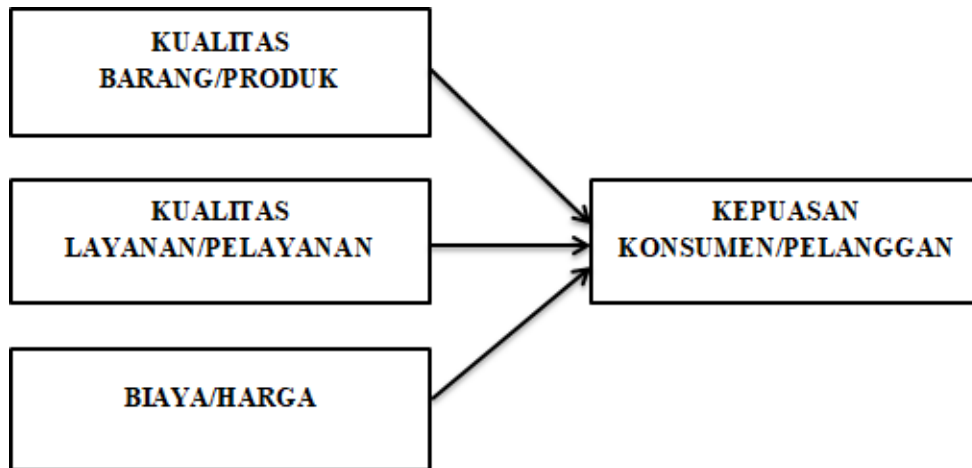 KUALITAS
BARANG/PRODUK
KUALITAS
LAYANAN/PELAYANAN
BIAYA/HARGA
KEPUASAN
KONSUMEN/PELANGGAN